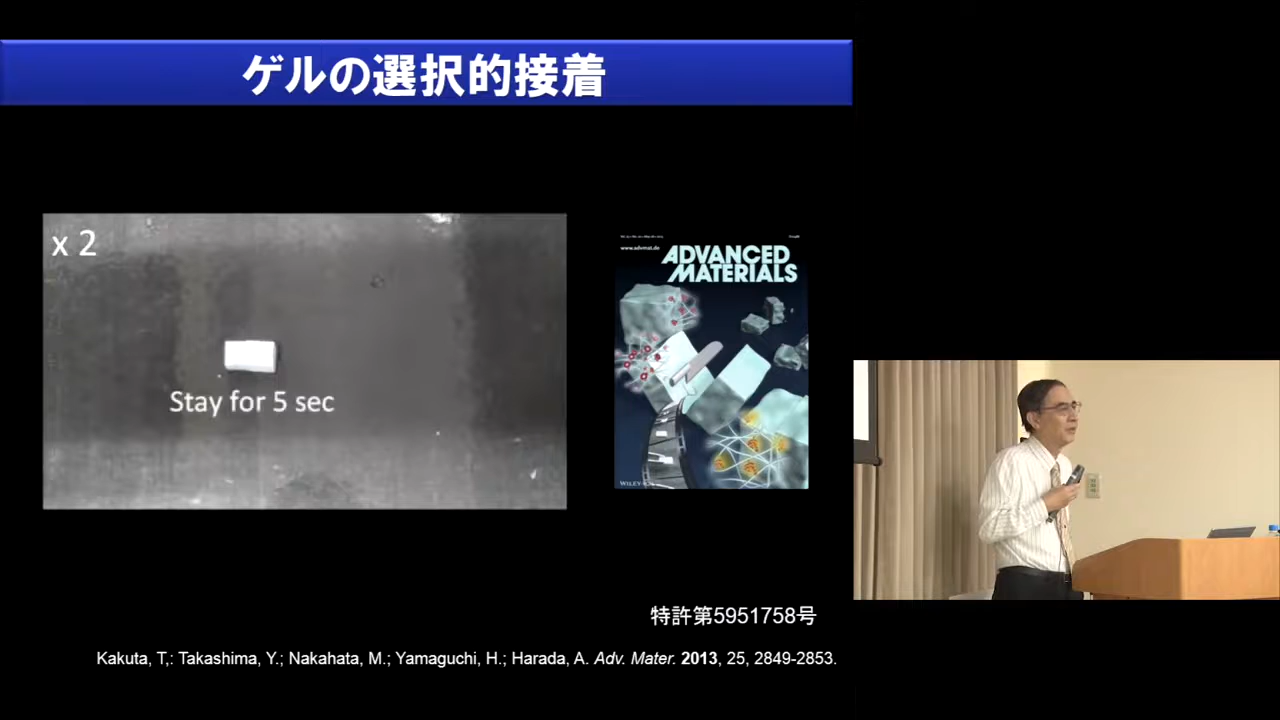 ゲルの選択的接着
x 2
Stay for 5 sec
www.advmat.de
ADVANCED
MATERIALS
WILEY
特許第5951758号
Kakuta, T,: Takashima, Y.; Nakahata, M.; Yamaguchi, H.; Harada, A. Adv. Mater. 2013, 25, 2849-2853.